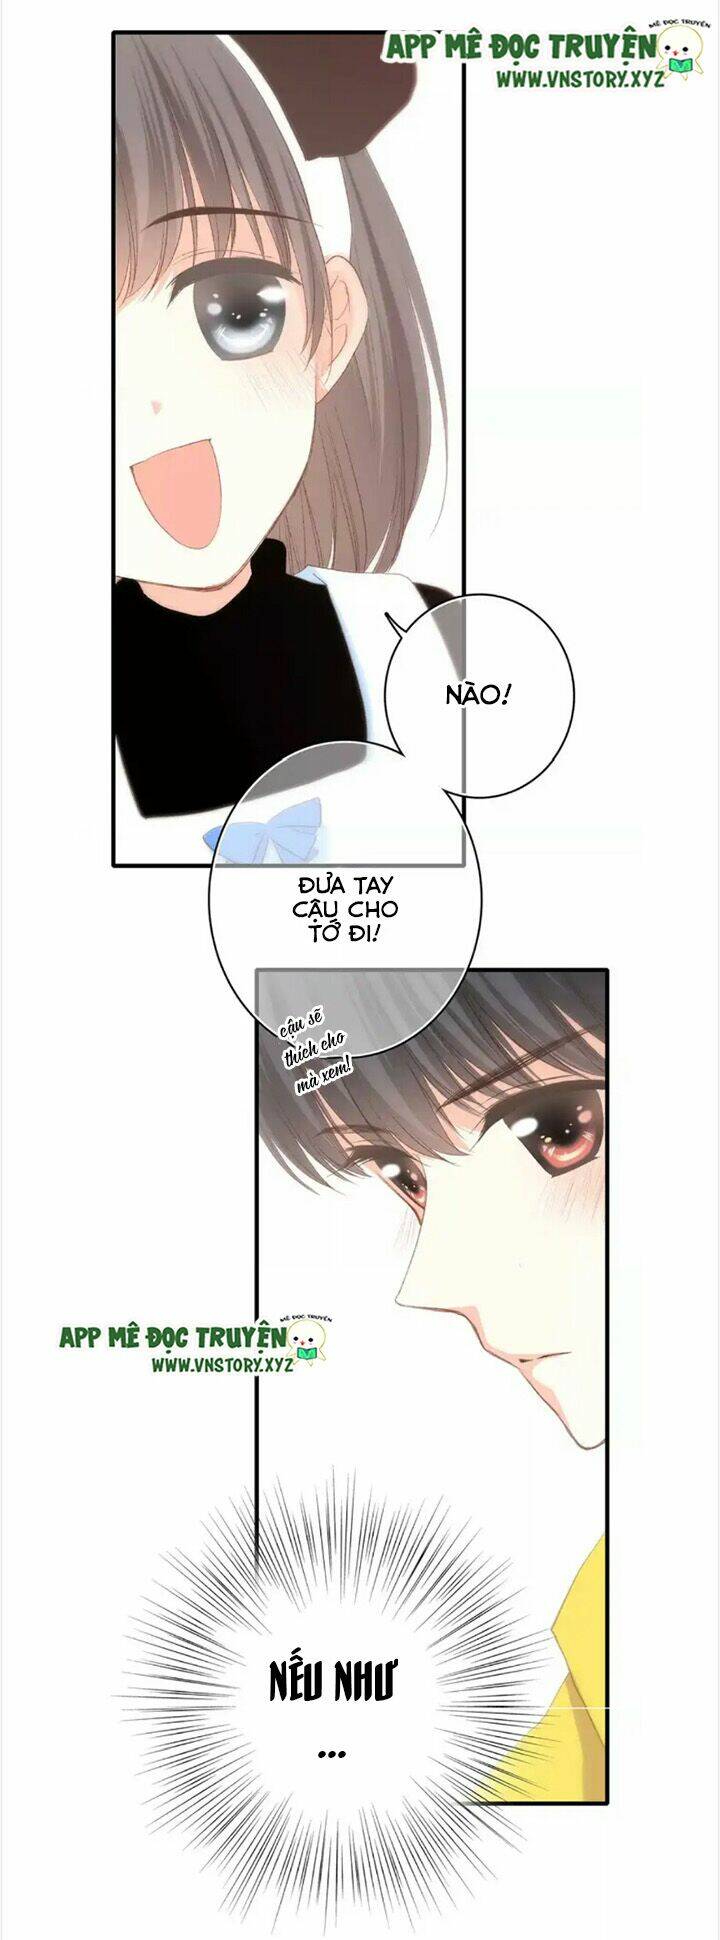 MÊ ĐỌC TRUYỆN
APP MÊ ĐỌC TRUYỆN
WWW.VNSTORY.XYZ
NÀO!
ĐƯA TAY
CẬU CHO
TỚ ĐI!
cậu sẽ
thích cho
mà xem!
MÊ ĐỌC TRUYỆN
APP MÊ ĐỌC TRUYỆN
WWW.VNSTORY.XYZ
NẾU NHƯ
...